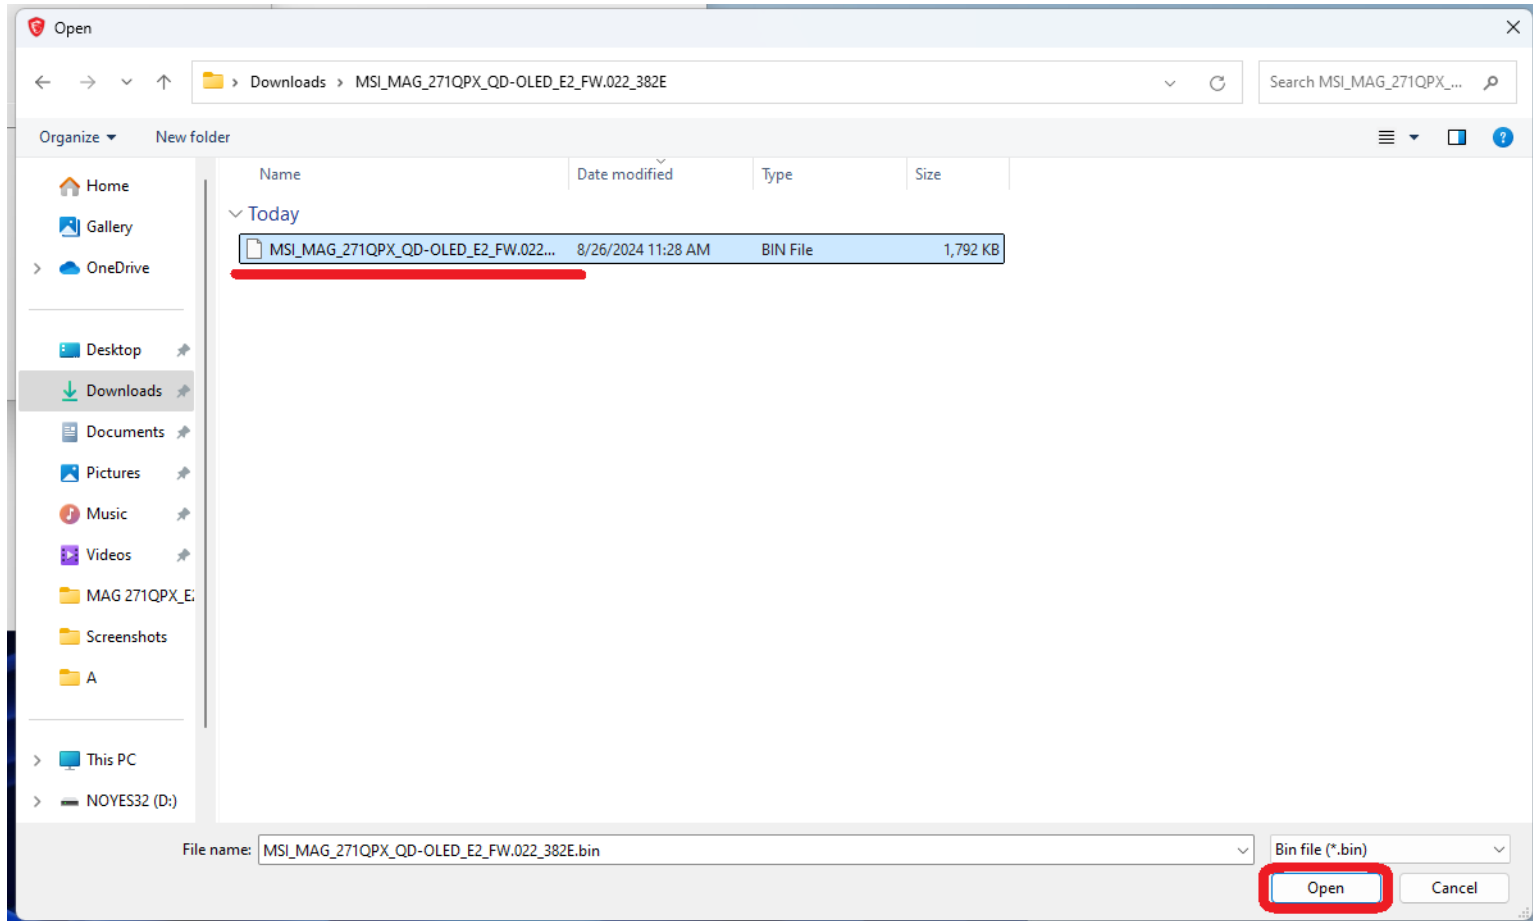 Open
Downloads > MSI_MAG_271QPX_QD-OLED_E2_FW.022_382E
Search MSI_MAG_271QPX_...
Organize New folder
Name Date modified Type Size
Today
MSI_MAG_271QPX_QD-OLED_E2_FW.022... 8/26/2024 11:28 AM BIN File 1,792 KB
Home
Gallery
OneDrive
Desktop
Downloads
Documents
Pictures
Music
Videos
MAG 271QPX_E
Screenshots
A
This PC
NOYES32 (D:)
File name: MSI_MAG_271QPX_QD-OLED_E2_FW.022_382E.bin Bin file (*.bin)
Open Cancel